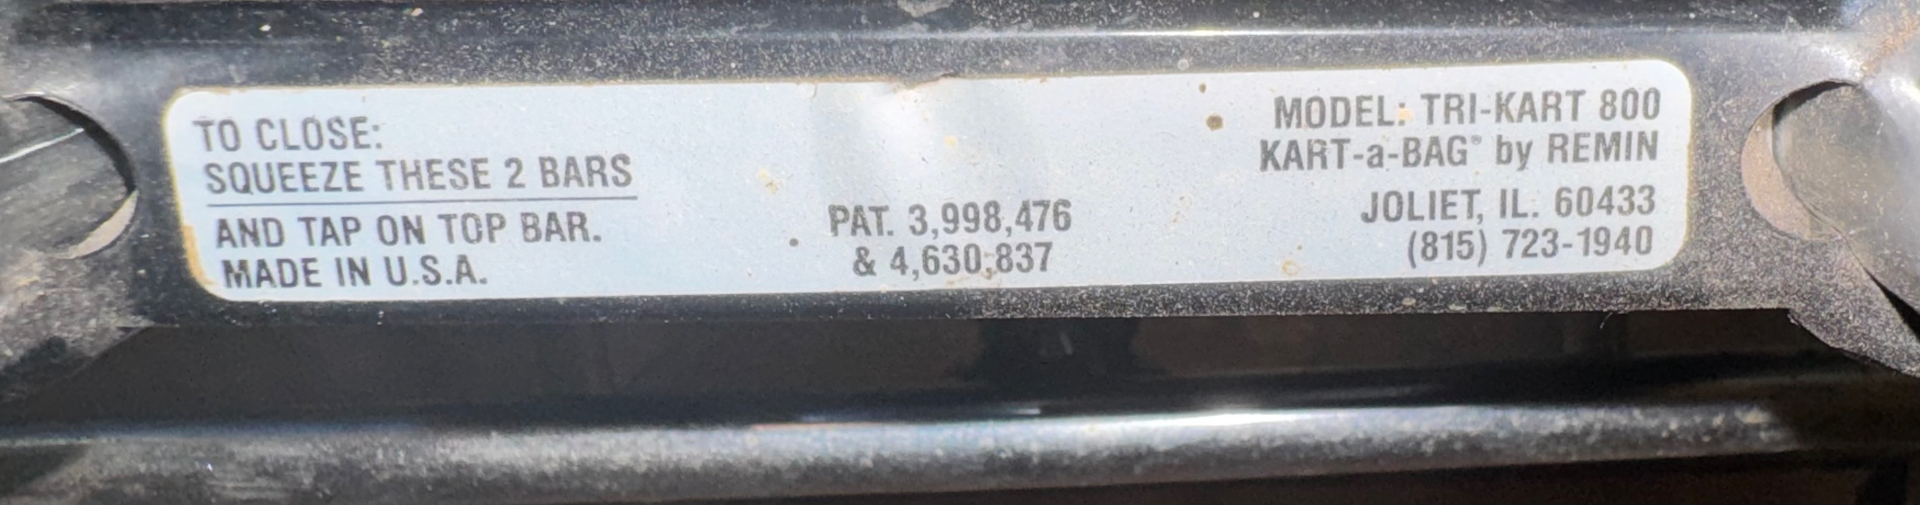 TO CLOSE:
SQUEEZE THESE 2 BARS
AND TAP ON TOP BAR.
MADE IN U.S.A.
PAT. 3,998,476
& 4,630,837
MODEL: TRI-KART 800
KART-a-BAG® by REMIN
JOLIET, IL. 60433
(815) 723-1940